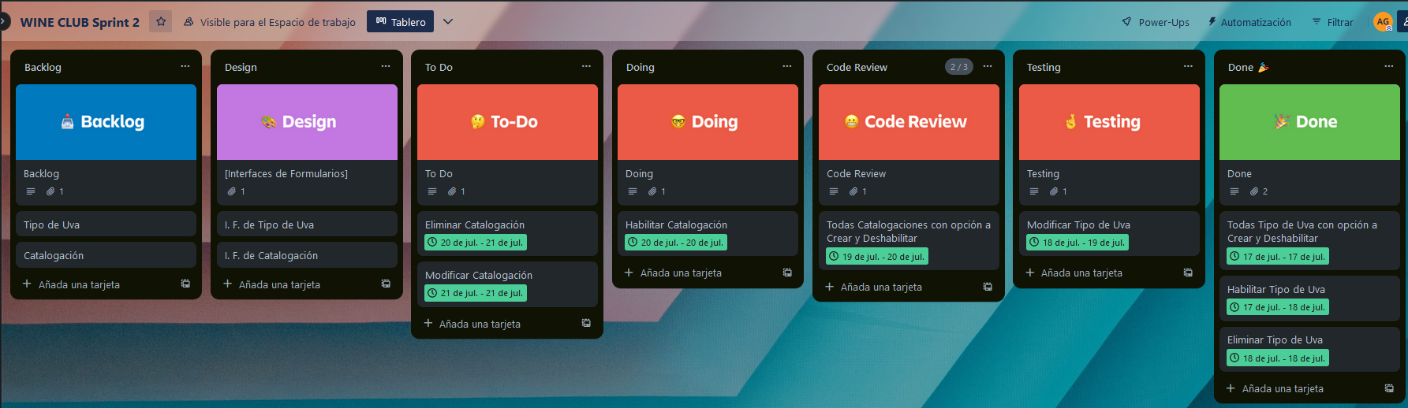 WINE CLUB Sprint 2
Visible para el Espacio de trabajo
Tablero
Power-Ups
Automatización
Filtrar
AG
Backlog
Backlog
Backlog
1
Tipo de Uva
Catalogación
Añada una tarjeta
Design
Design
[Interfaces de Formularios]
1
I. F. de Tipo de Uva
I. F. de Catalogación
Añada una tarjeta
To Do
To-Do
To Do
1
Eliminar Catalogación
20 de jul. - 21 de jul.
Modificar Catalogación
21 de jul. - 21 de jul.
Añada una tarjeta
Doing
Doing
Doing
1
Habilitar Catalogación
20 de jul. - 20 de jul.
Añada una tarjeta
Code Review
2 / 3
Code Review
Code Review
1
Todas Catalogaciones con opción a
Crear y Deshabilitar
19 de jul. - 20 de jul.
Añada una tarjeta
Testing
Testing
Testing
1
Modificar Tipo de Uva
18 de jul. - 19 de jul.
Añada una tarjeta
Done 🎉
Done
Done
2
Todas Tipo de Uva con opción a
Crear y Deshabilitar
17 de jul. - 17 de jul.
Habilitar Tipo de Uva
17 de jul. - 18 de jul.
Eliminar Tipo de Uva
18 de jul. - 18 de jul.
Añada una tarjeta